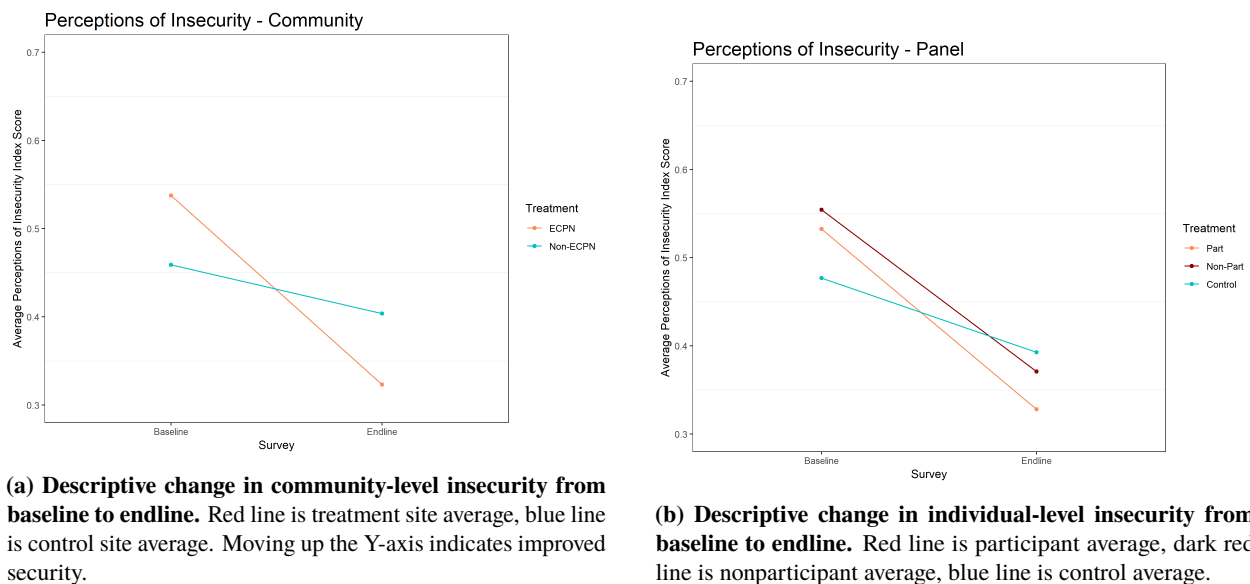 Perceptions of Insecurity - Community
0.7
0.6
0.5
0.4
0.3
Average Perceptions of Insecurity Index Score
Baseline
Endline
Survey
Treatment
ECPN
Non-ECPN
(a) Descriptive change in community-level insecurity from
baseline to endline. Red line is treatment site average, blue line
is control site average. Moving up the Y-axis indicates improved
security.
Perceptions of Insecurity - Panel
0.7
0.6
0.5
0.4
0.3
Average Perceptions of Insecurity Index Score
Baseline
Endline
Survey
Treatment
Part
Non-Part
Control
(b) Descriptive change in individual-level insecurity from
baseline to endline. Red line is participant average, dark red
line is nonparticipant average, blue line is control average.